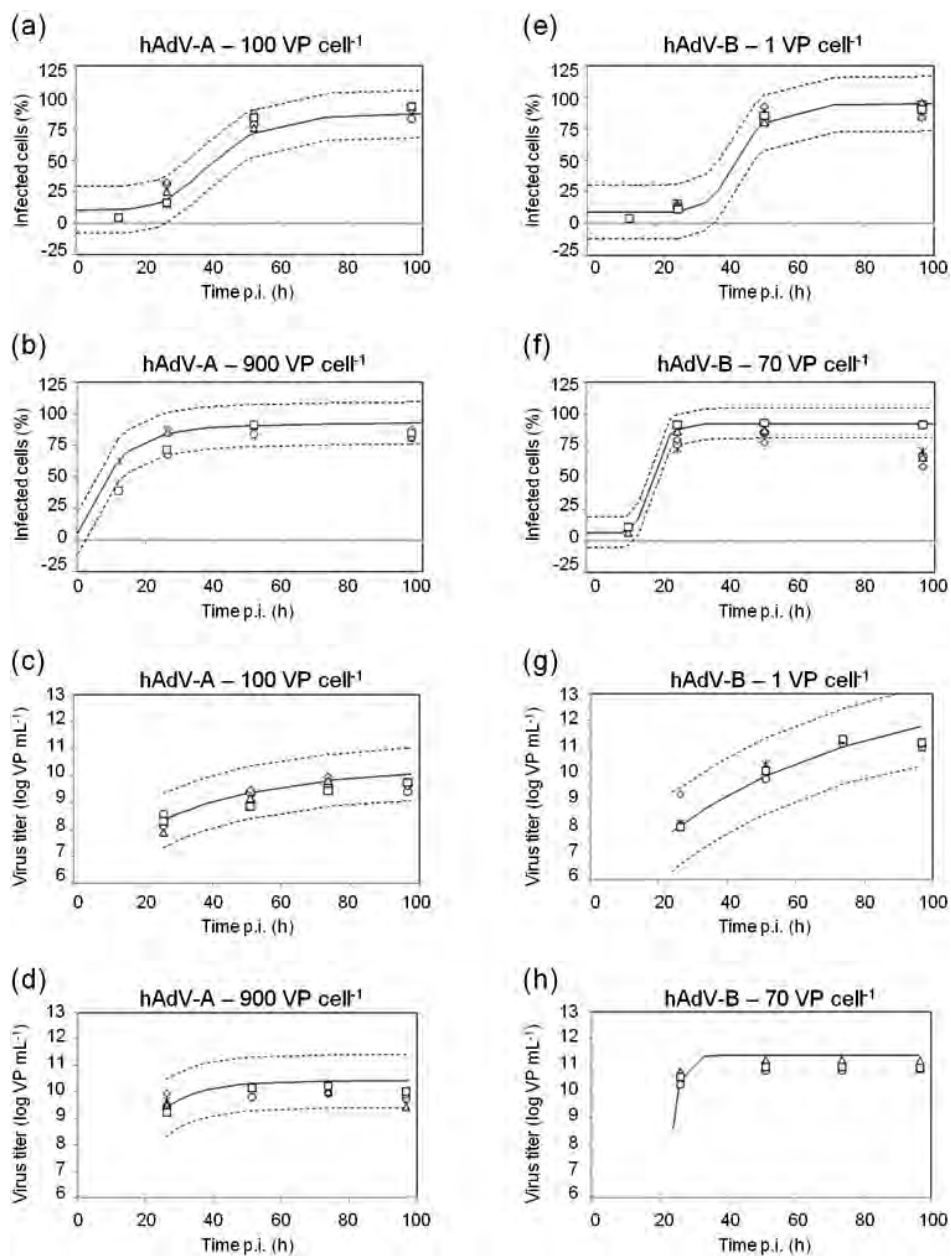 (a)
hAdV-A – 100 VP cell-1
Infected cells (%)
125
100
75
50
25
0
-25
0 20 40 60 80 100
Time p.i. (h)
(e)
hAdV-B – 1 VP cell-1
Infected cells (%)
125
100
75
50
25
0
-25
0 20 40 60 80 100
Time p.i. (h)
(b)
hAdV-A – 900 VP cell-1
Infected cells (%)
125
100
75
50
25
0
-25
0 20 40 60 80 100
Time p.i. (h)
(f)
hAdV-B – 70 VP cell-1
Infected cells (%)
125
100
75
50
25
0
-25
0 20 40 60 80 100
Time p.i. (h)
(c)
hAdV-A – 100 VP cell-1
Virus titer (log VP mL-1)
13
12
11
10
9
8
7
6
0 20 40 60 80 100
Time p.i. (h)
(g)
hAdV-B – 1 VP cell-1
Virus titer (log VP mL-1)
13
12
11
10
9
8
7
6
0 20 40 60 80 100
Time p.i. (h)
(d)
hAdV-A – 900 VP cell-1
Virus titer (log VP mL-1)
13
12
11
10
9
8
7
6
0 20 40 60 80 100
Time p.i. (h)
(h)
hAdV-B – 70 VP cell-1
Virus titer (log VP mL-1)
13
12
11
10
9
8
7
6
0 20 40 60 80 100
Time p.i. (h)